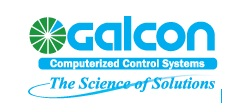 GALCON
Computerized Control Systems
The Science of Solutions